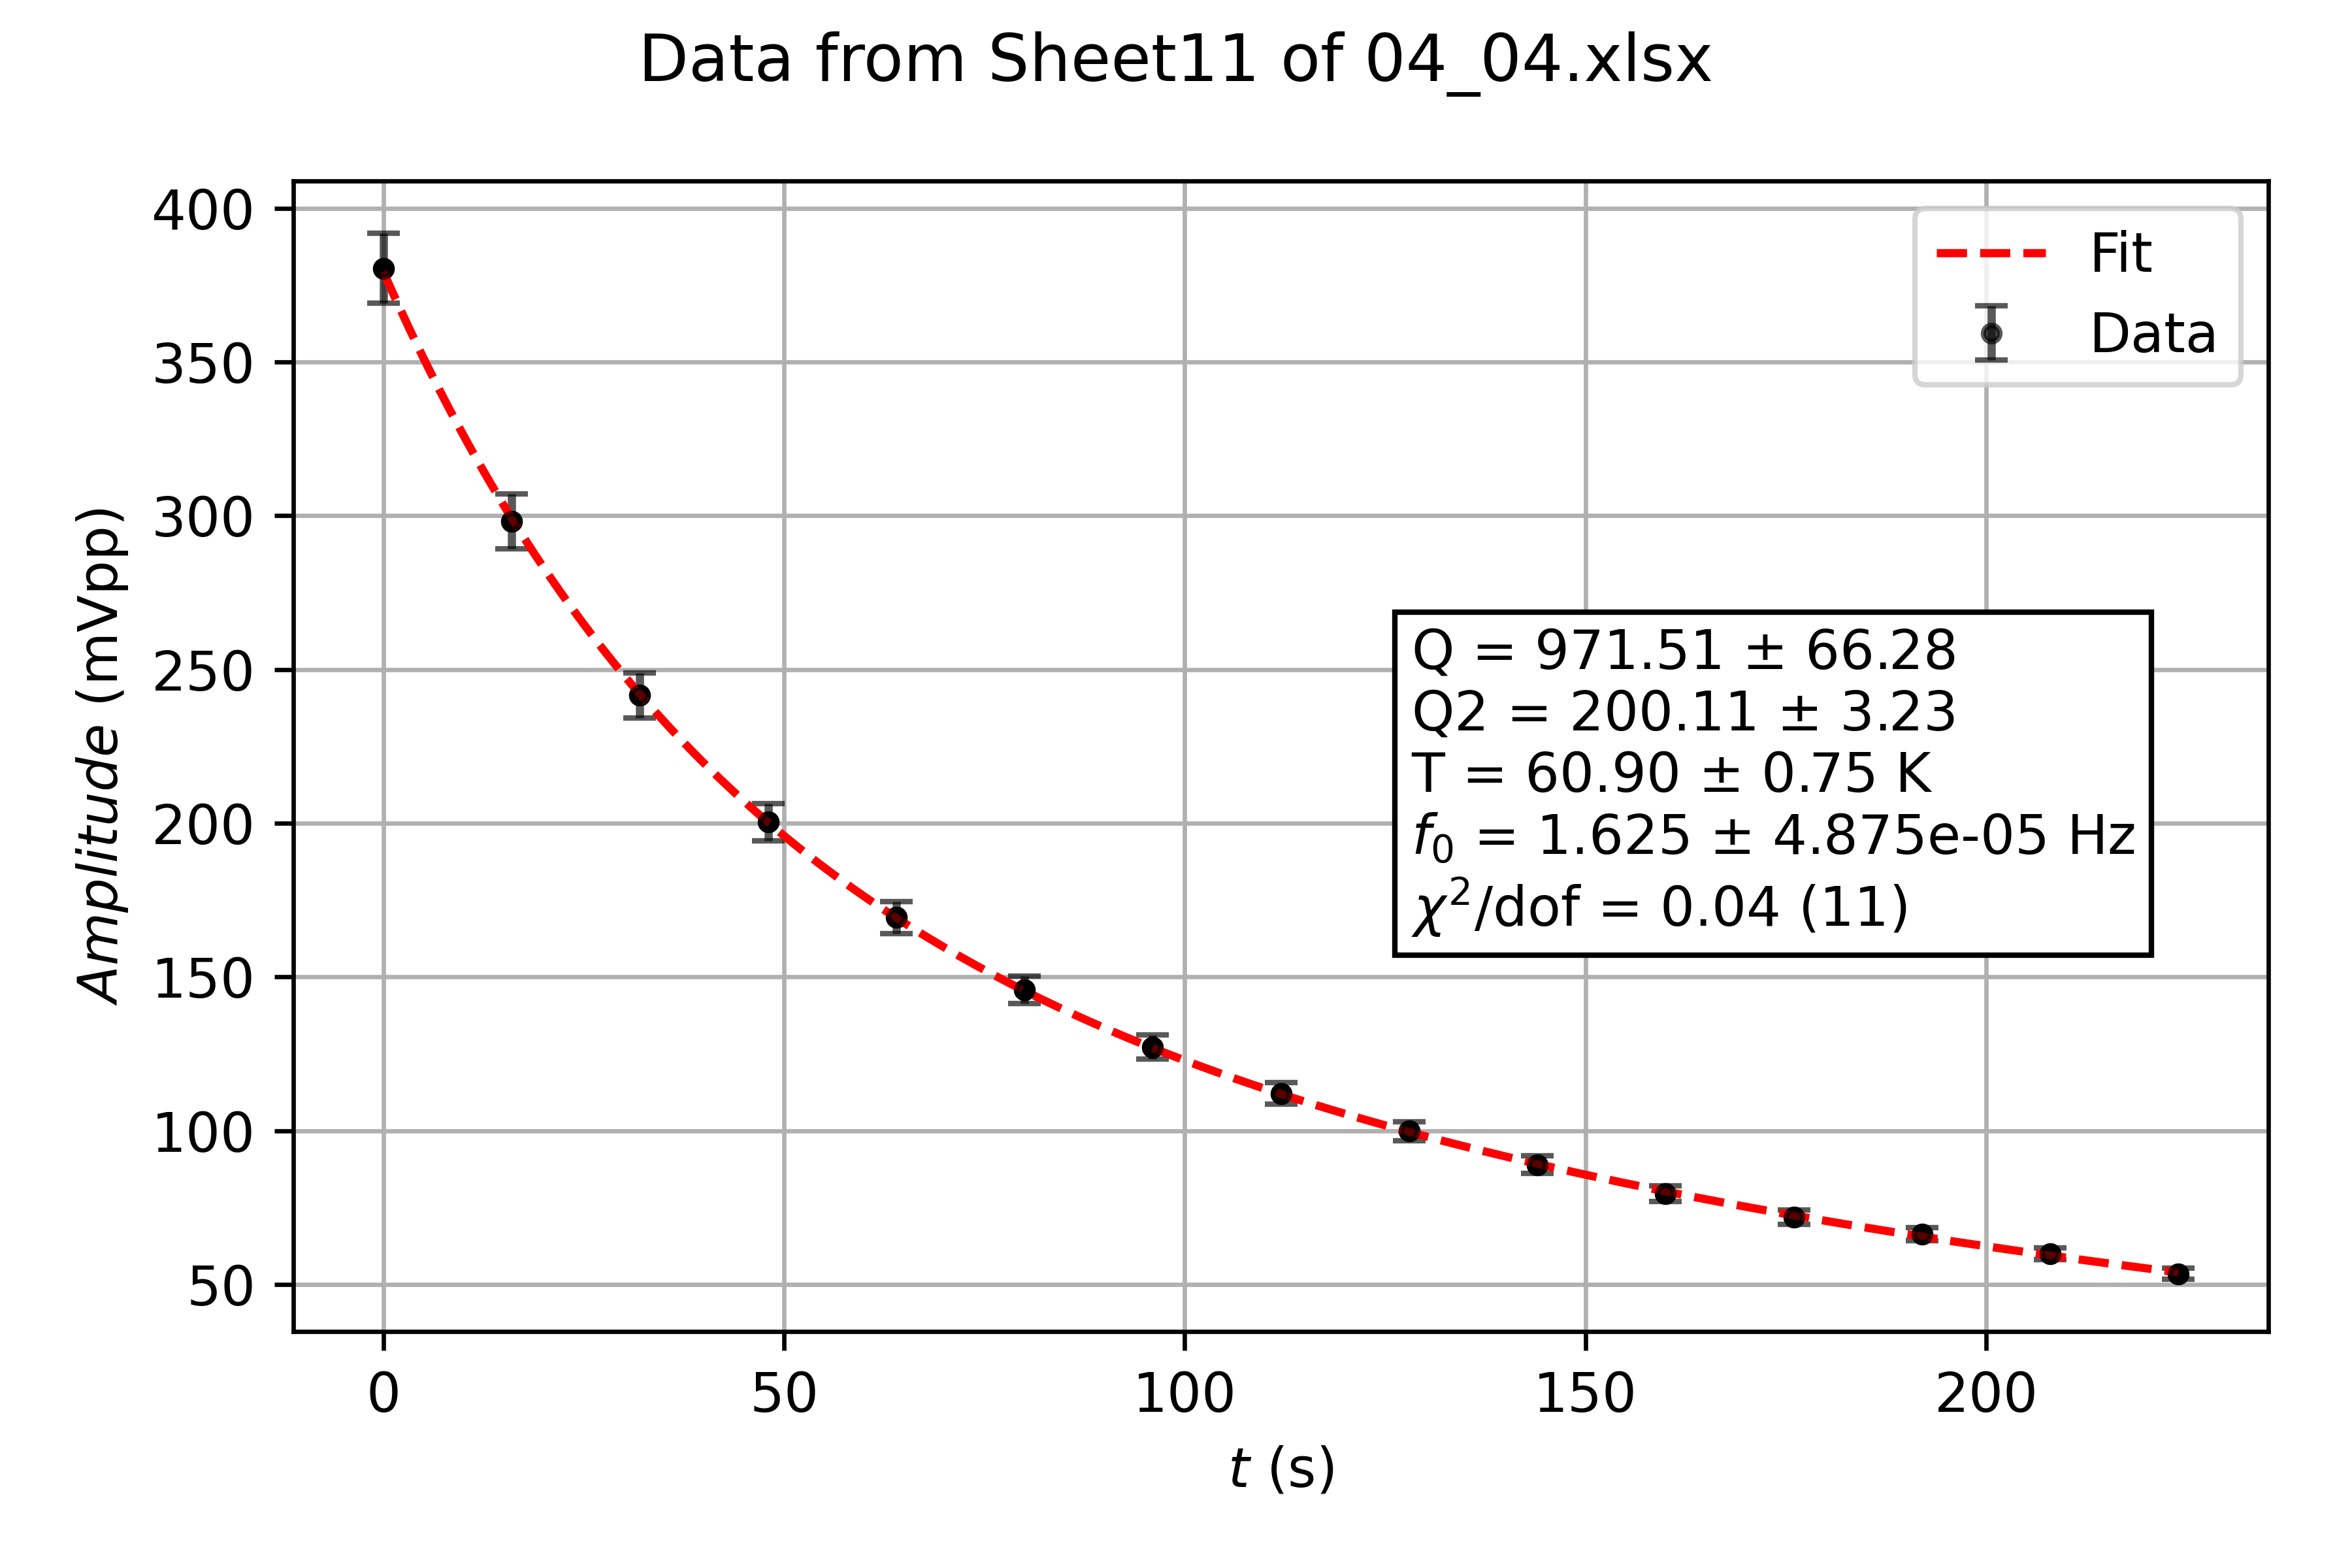 Data from Sheet11 of 04_04.xlsx
400
350
300
250
200
150
100
50
Amplitude (mVpp)
Fit
Data
Q = 971.51 ± 66.28
Q2 = 200.11 ± 3.23
T = 60.90 ± 0.75 K
f₀ = 1.625 ± 4.875e-05 Hz
χ²/dof = 0.04 (11)
0 50 100 150 200
t (s)